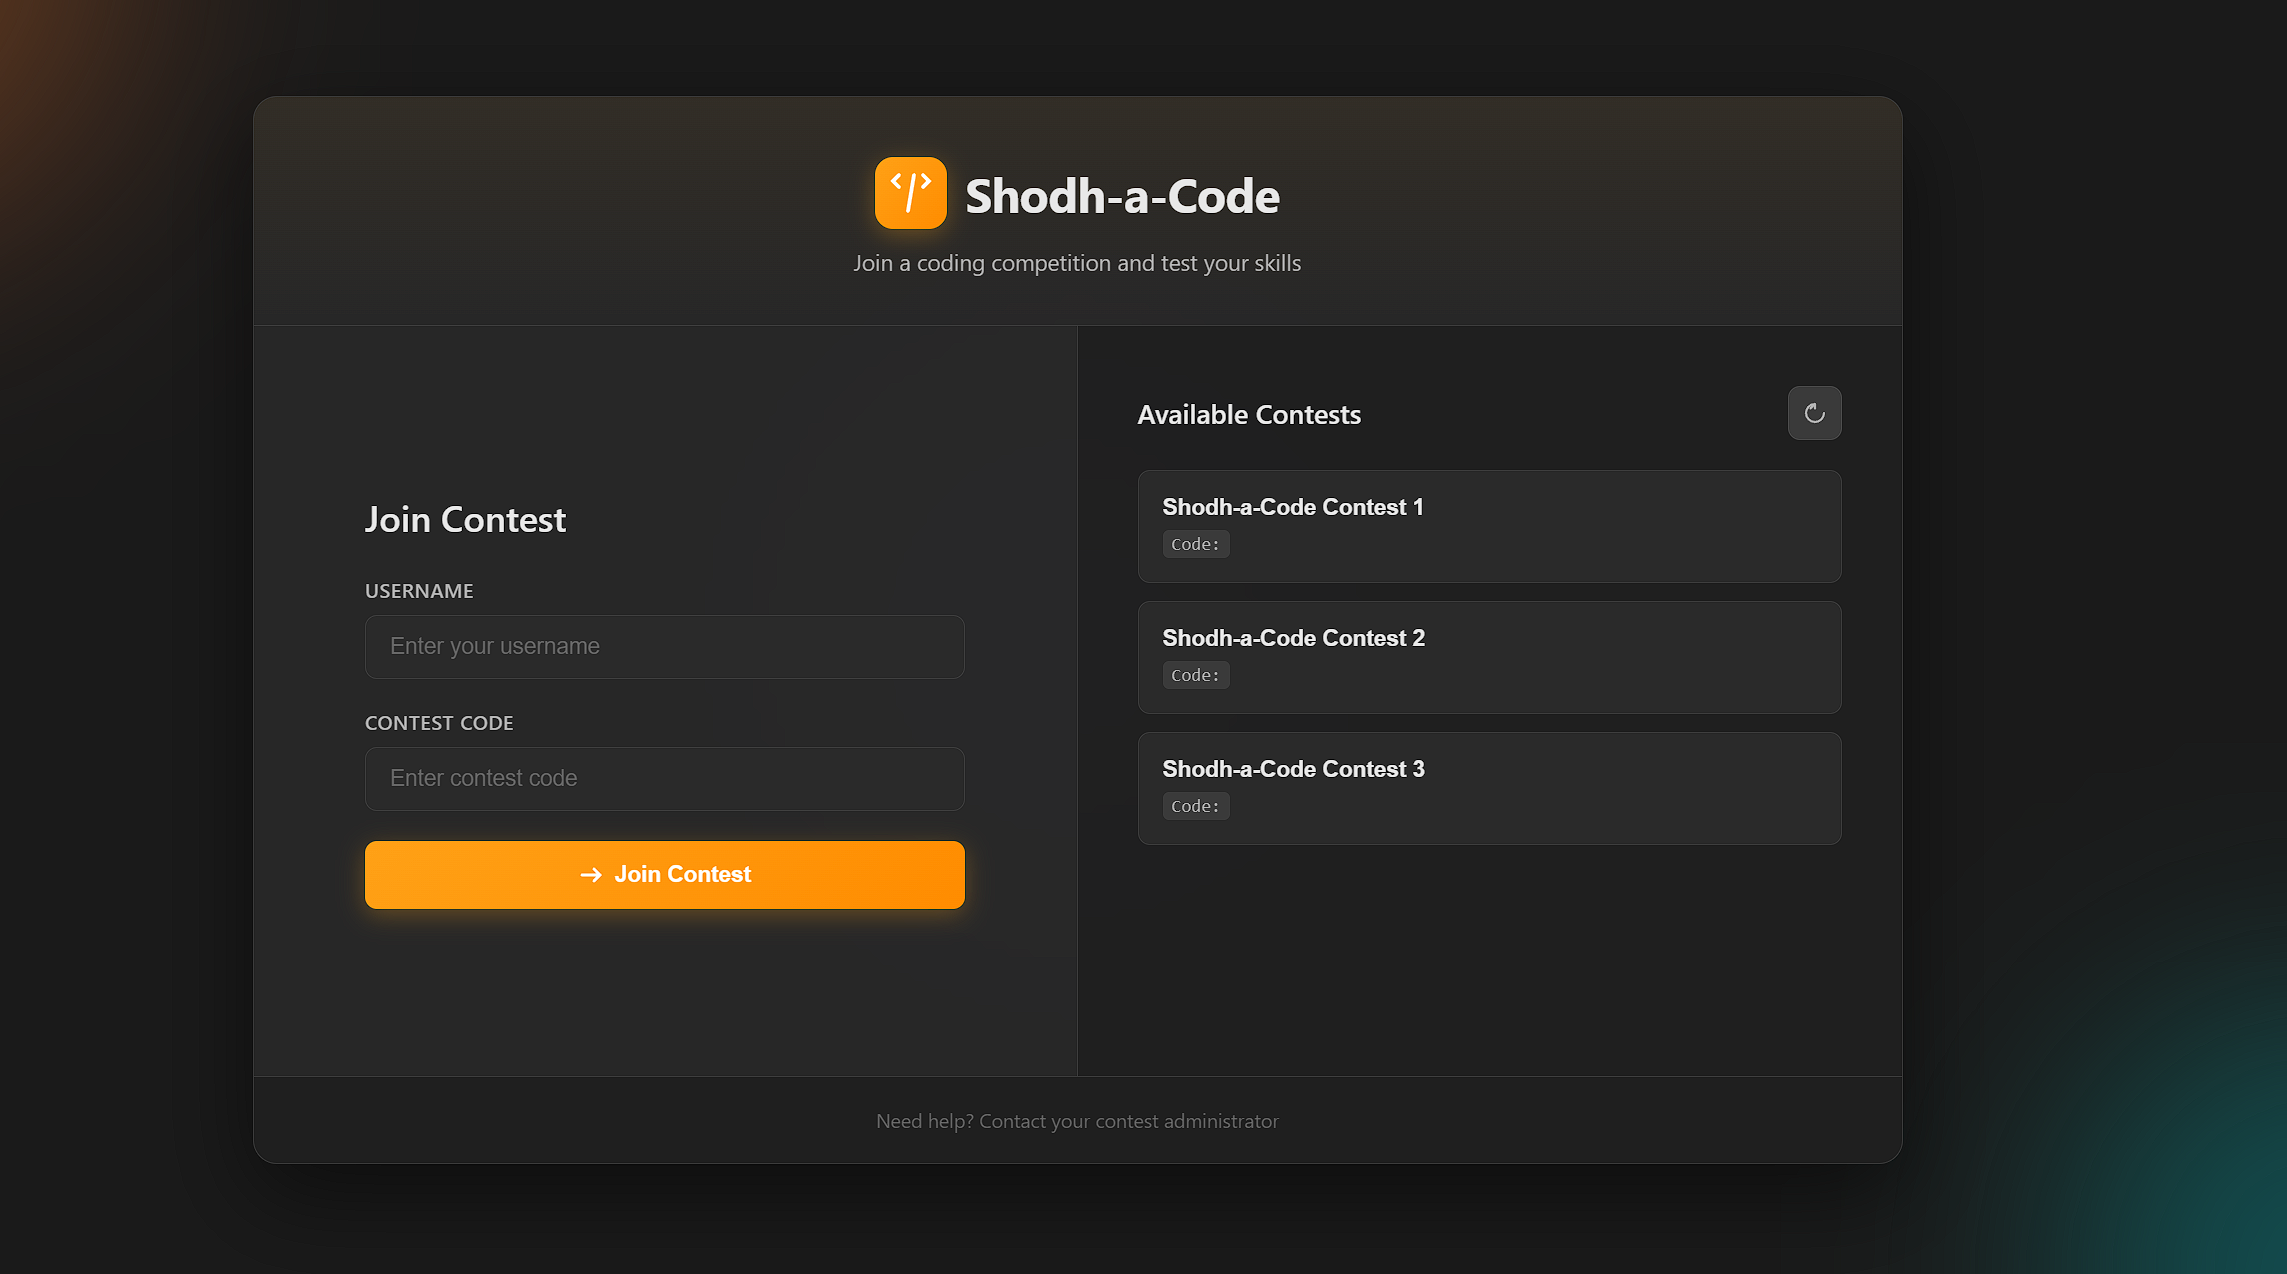 Shodh-a-Code
Join a coding competition and test your skills
Join Contest
USERNAME
Enter your username
CONTEST CODE
Enter contest code
→ Join Contest
Available Contests
Shodh-a-Code Contest 1
Code:
Shodh-a-Code Contest 2
Code:
Shodh-a-Code Contest 3
Code:
Need help? Contact your contest administrator